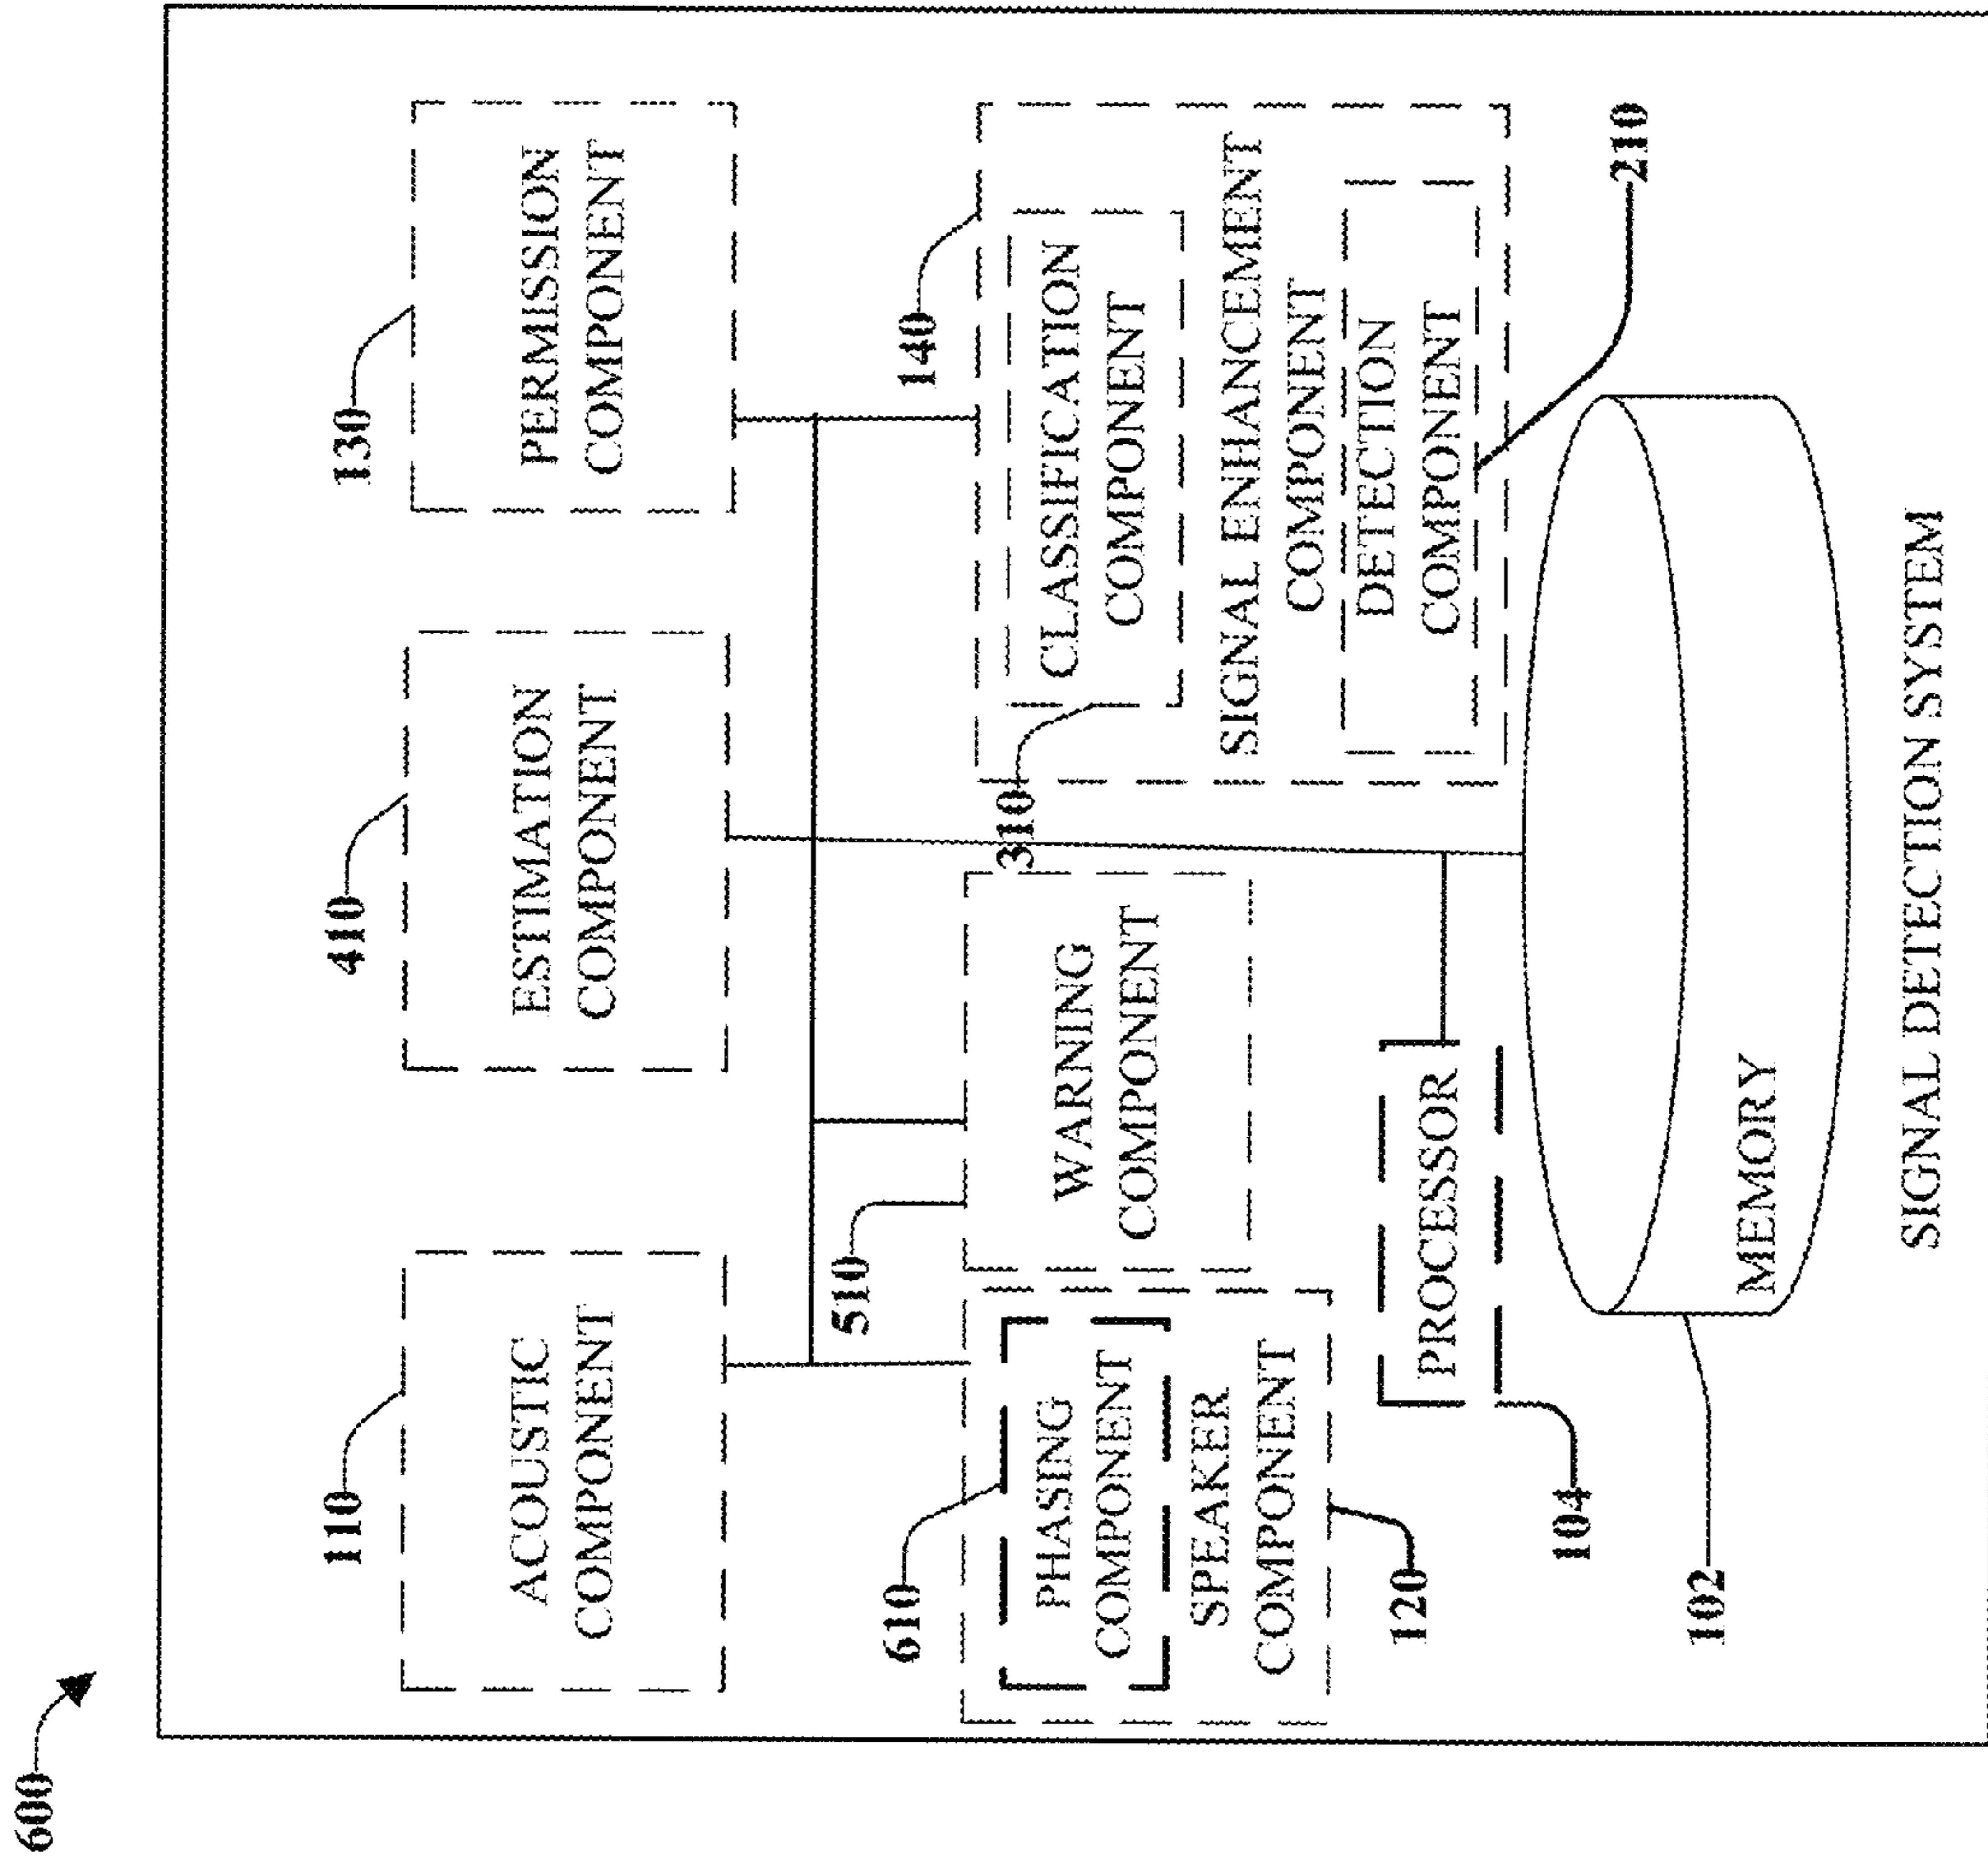 600
110
410
130
ACOUSTIC
COMPONENT
ESTIMATION
COMPONENT
PERMISSION
COMPONENT
610
510
140
PHASING
COMPONENT
SPEAKER
COMPONENT
WARNING
COMPONENT
310
CLASSIFICATION
COMPONENT
SIGNAL ENHANCEMENT
COMPONENT
DETECTION
COMPONENT
120
PROCESSOR
210
104
102
MEMORY
SIGNAL DETECTION SYSTEM